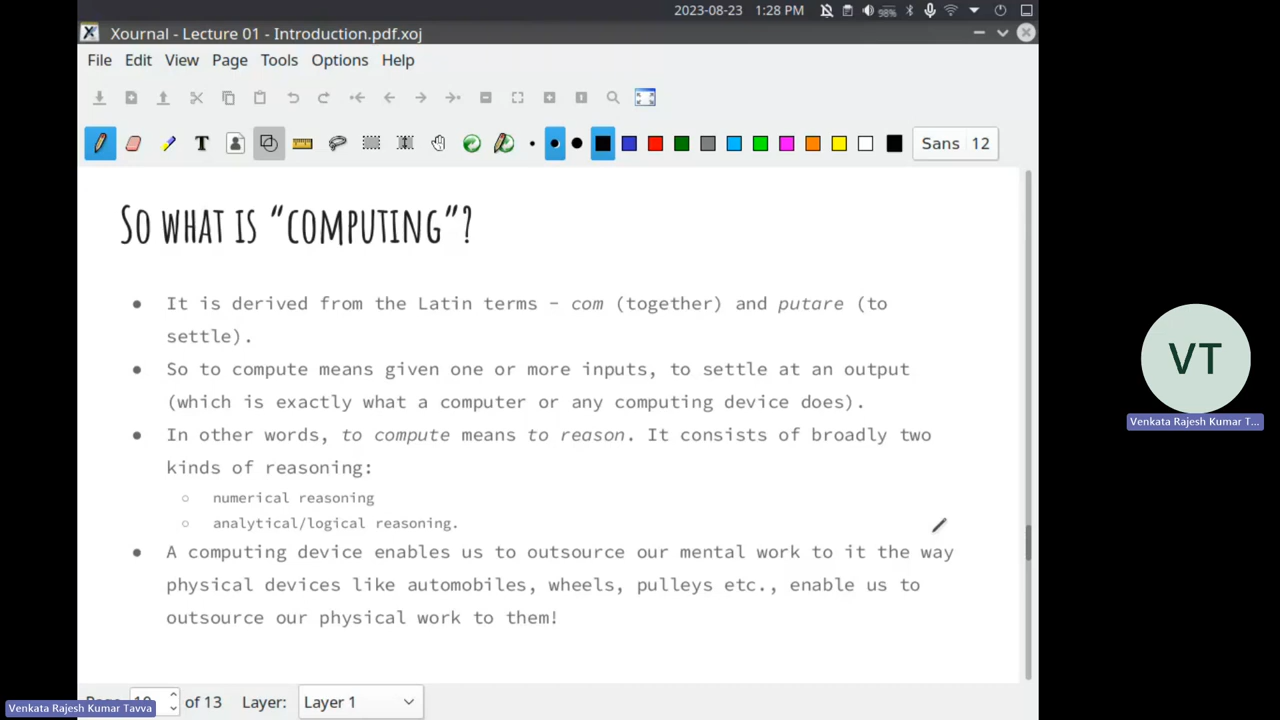 2023-08-23 1:28 PM 98%
Xournal - Lecture 01 - Introduction.pdf.xoj
File Edit View Page Tools Options Help
T Sans 12
So what is “computing”?
● It is derived from the Latin terms - com (together) and putare (to
settle).
● So to compute means given one or more inputs, to settle at an output
(which is exactly what a computer or any computing device does).
● In other words, to compute means to reason. It consists of broadly two
kinds of reasoning:
○ numerical reasoning
○ analytical/logical reasoning.
● A computing device enables us to outsource our mental work to it the way
physical devices like automobiles, wheels, pulleys etc., enable us to
outsource our physical work to them!
VT
Venkata Rajesh Kumar T...
of 13 Layer: Layer 1
Venkata Rajesh Kumar Tavva